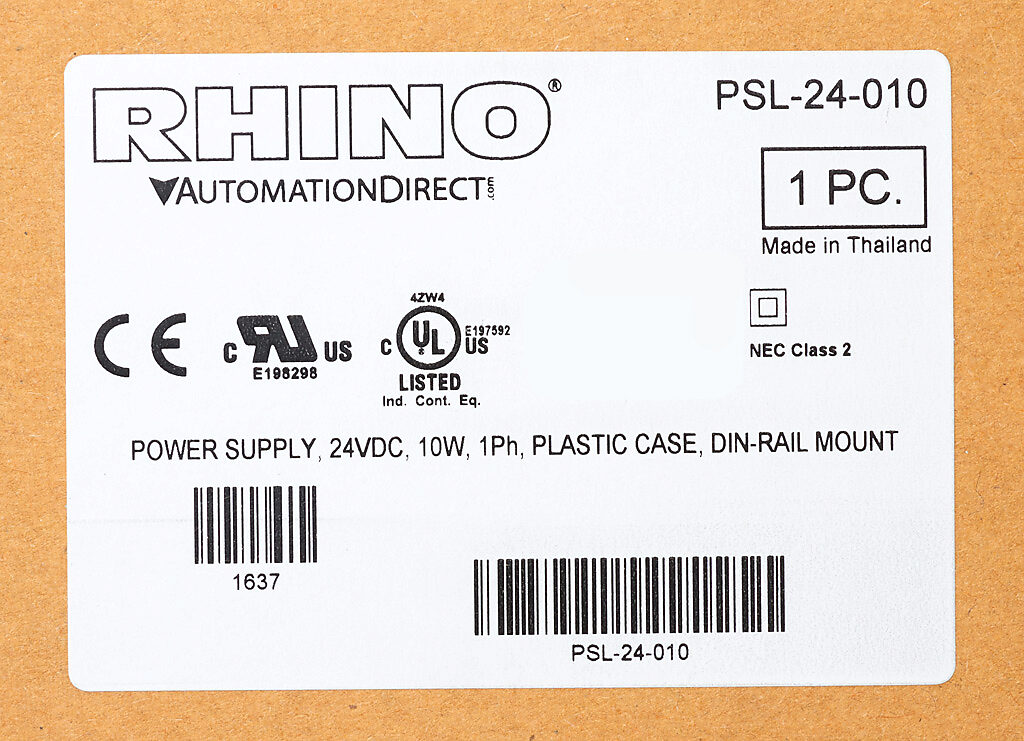 RHINO®
AUTOMATIONDIRECT.com
PSL-24-010
1 PC.
Made in Thailand
CE
c RU US
E198298
4ZW4
c UL US
E197592
LISTED
Ind. Cont. Eq.
NEC Class 2
POWER SUPPLY, 24VDC, 10W, 1Ph, PLASTIC CASE, DIN-RAIL MOUNT
1637
PSL-24-010